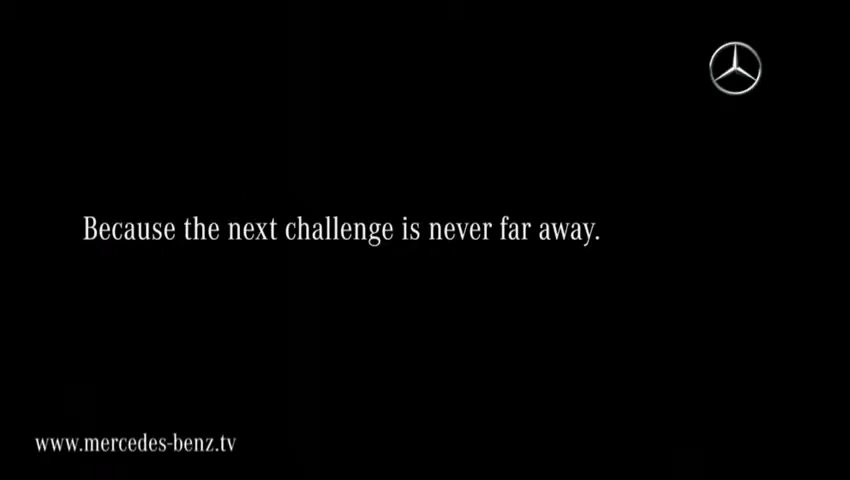 Because the next challenge is never far away.
www.mercedes-benz.tv